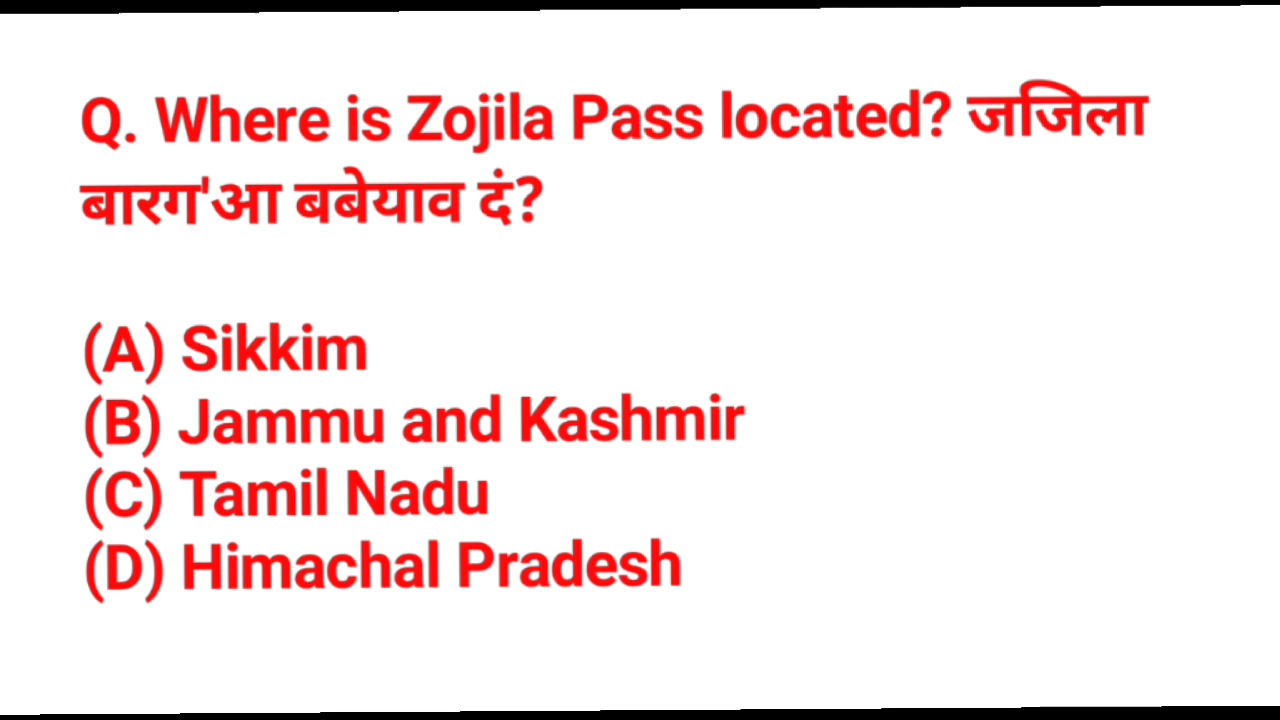 Q. Where is Zojila Pass located? जजिला
बारग'आ बबेयाव दं?
(A) Sikkim
(B) Jammu and Kashmir
(C) Tamil Nadu
(D) Himachal Pradesh